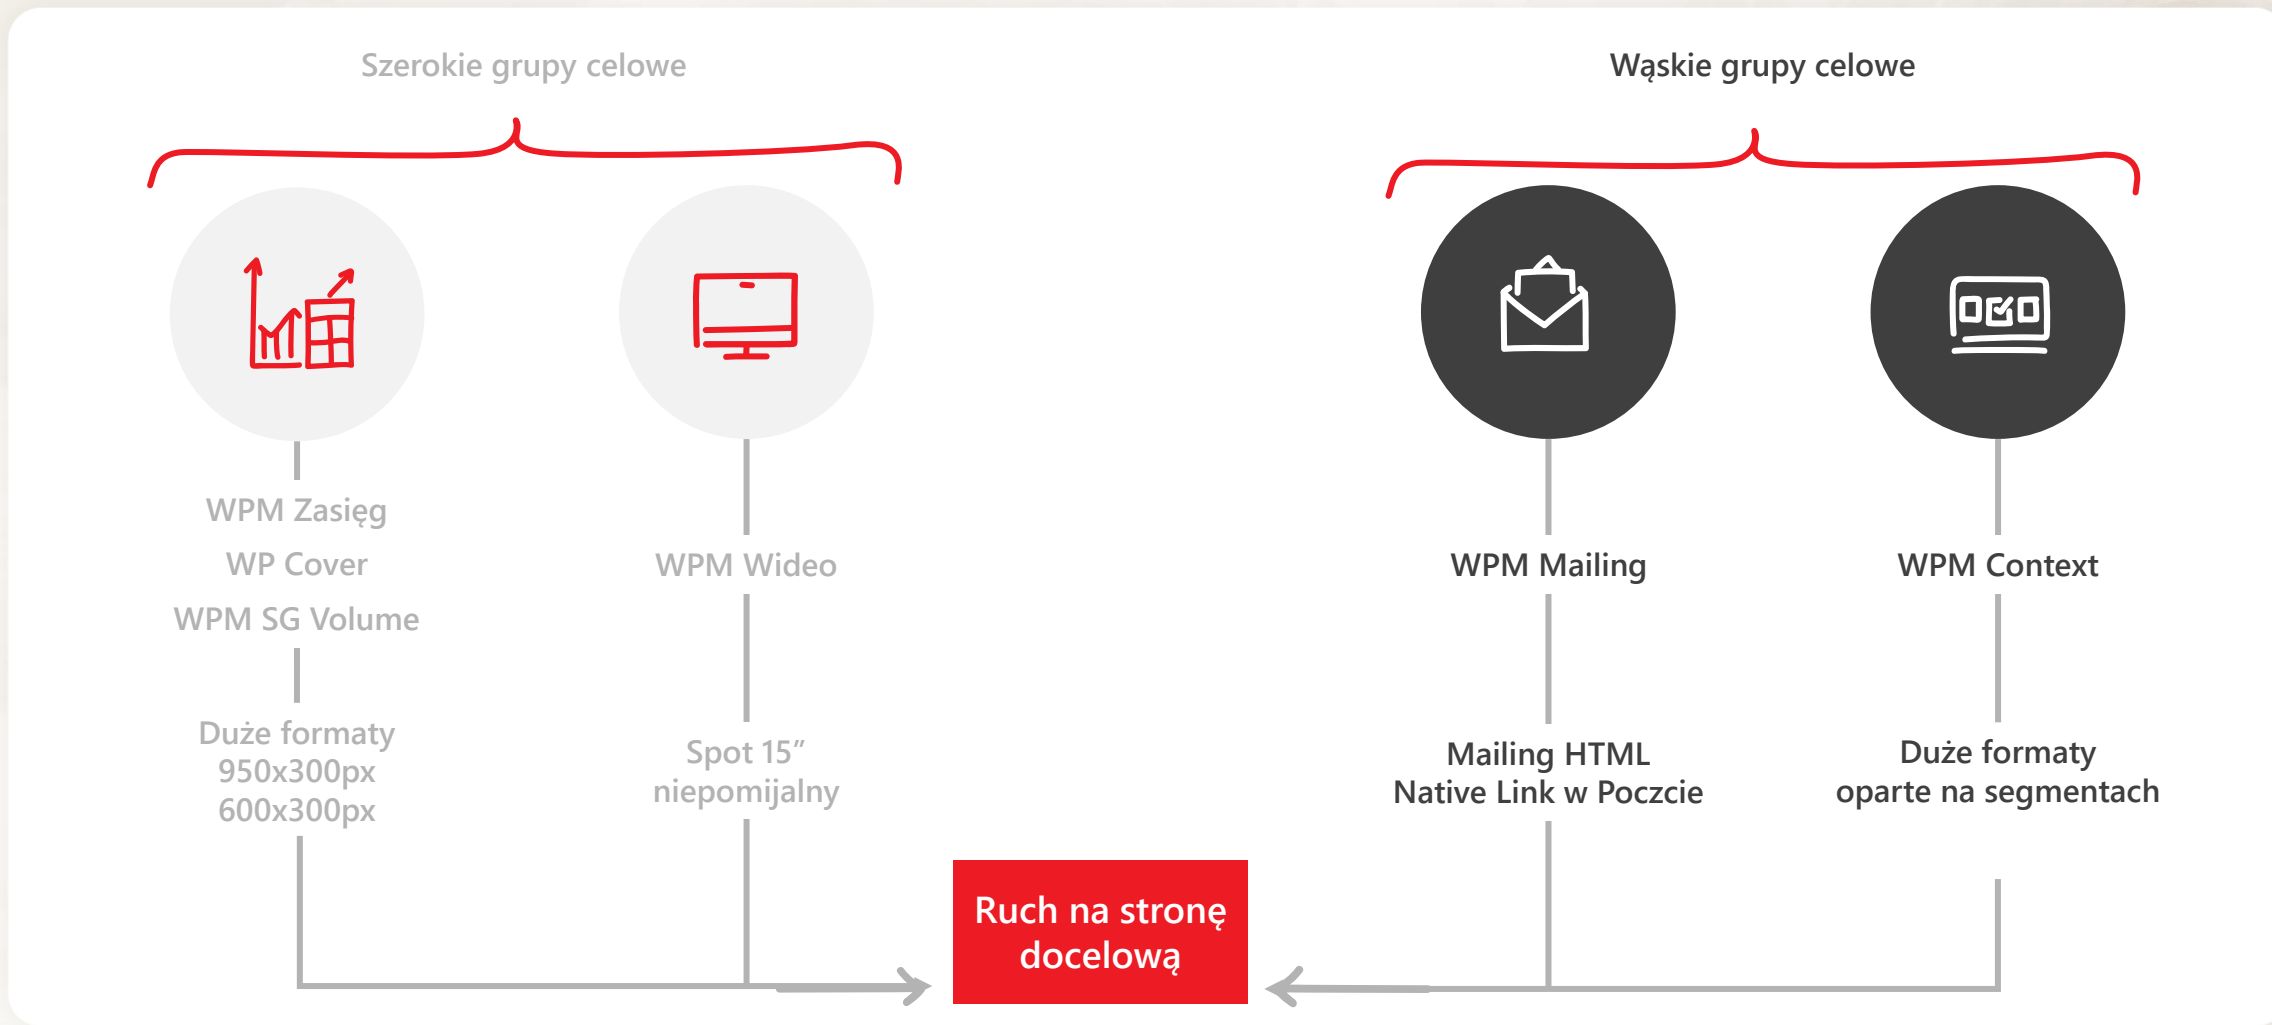 Szerokie grupy celowe
WPM Zasięg
WP Cover
WPM SG Volume
Duże formaty
950x300px
600x300px
WPM Wideo
Spot 15”
niepomijalny
Wąskie grupy celowe
WPM Mailing
Mailing HTML
Native Link w Poczcie
WPM Context
Duże formaty
oparte na segmentach
Ruch na stronę
docelową